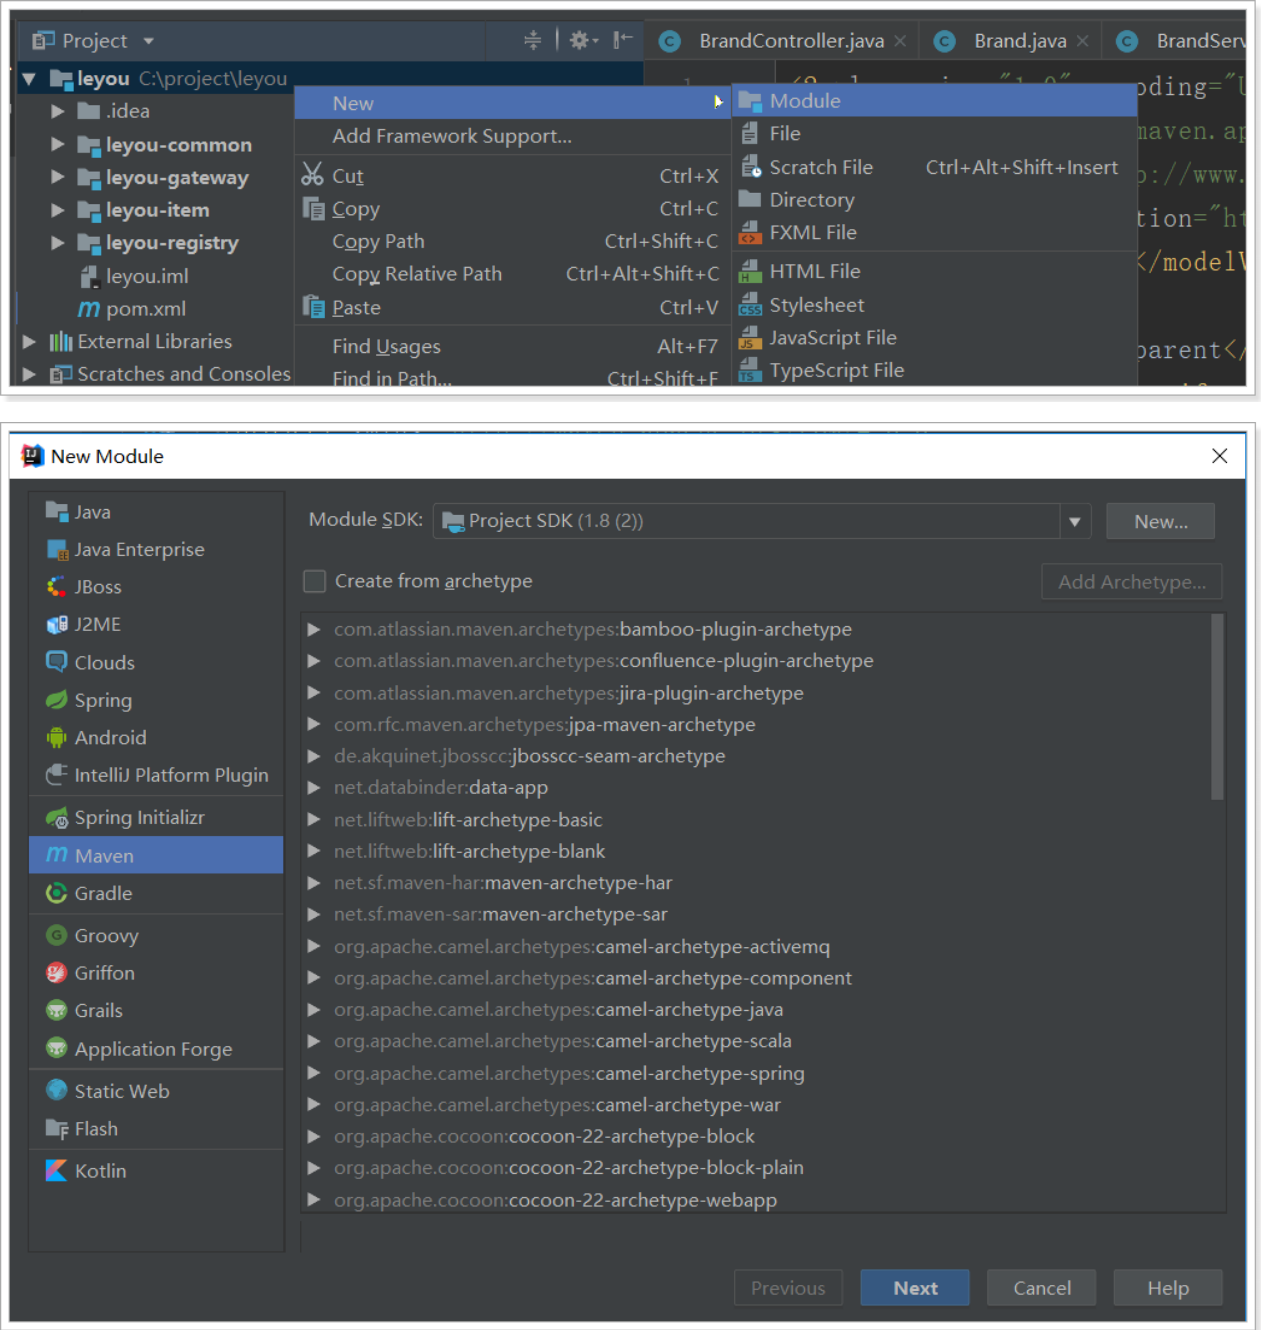 Project
BrandController.java
Brand.java
BrandServ
leyou C:\project\leyou
.idea
leyou-common
leyou-gateway
leyou-item
leyou-registry
leyou.iml
pom.xml
External Libraries
Scratches and Consoles
New
Add Framework Support...
Cut Ctrl+X
Copy Ctrl+C
Copy Path Ctrl+Shift+C
Copy Relative Path Ctrl+Alt+Shift+C
Paste Ctrl+V
Find Usages Alt+F7
Find in Path... Ctrl+Shift+F
Module
File
Scratch File Ctrl+Alt+Shift+Insert
Directory
FXML File
HTML File
Stylesheet
JavaScript File
TypeScript File
oding="U
maven.ap
p://www.
tion="ht
</modelV
parent</
New Module
Java
Java Enterprise
JBoss
J2ME
Clouds
Spring
Android
IntelliJ Platform Plugin
Spring Initializr
Maven
Gradle
Groovy
Griffon
Grails
Application Forge
Static Web
Flash
Kotlin
Module SDK: Project SDK (1.8 (2)) New...
Create from archetype Add Archetype...
com.atlassian.maven.archetypes:bamboo-plugin-archetype
com.atlassian.maven.archetypes:confluence-plugin-archetype
com.atlassian.maven.archetypes:jira-plugin-archetype
com.rfc.maven.archetypes:jpa-maven-archetype
de.akquinet.jbosscc:jbosscc-seam-archetype
net.databinder:data-app
net.liftweb:lift-archetype-basic
net.liftweb:lift-archetype-blank
net.sf.maven-har:maven-archetype-har
net.sf.maven-sar:maven-archetype-sar
org.apache.camel.archetypes:camel-archetype-activemq
org.apache.camel.archetypes:camel-archetype-component
org.apache.camel.archetypes:camel-archetype-java
org.apache.camel.archetypes:camel-archetype-scala
org.apache.camel.archetypes:camel-archetype-spring
org.apache.camel.archetypes:camel-archetype-war
org.apache.cocoon:cocoon-22-archetype-block
org.apache.cocoon:cocoon-22-archetype-block-plain
org.apache.cocoon:cocoon-22-archetype-webapp
Previous Next Cancel Help